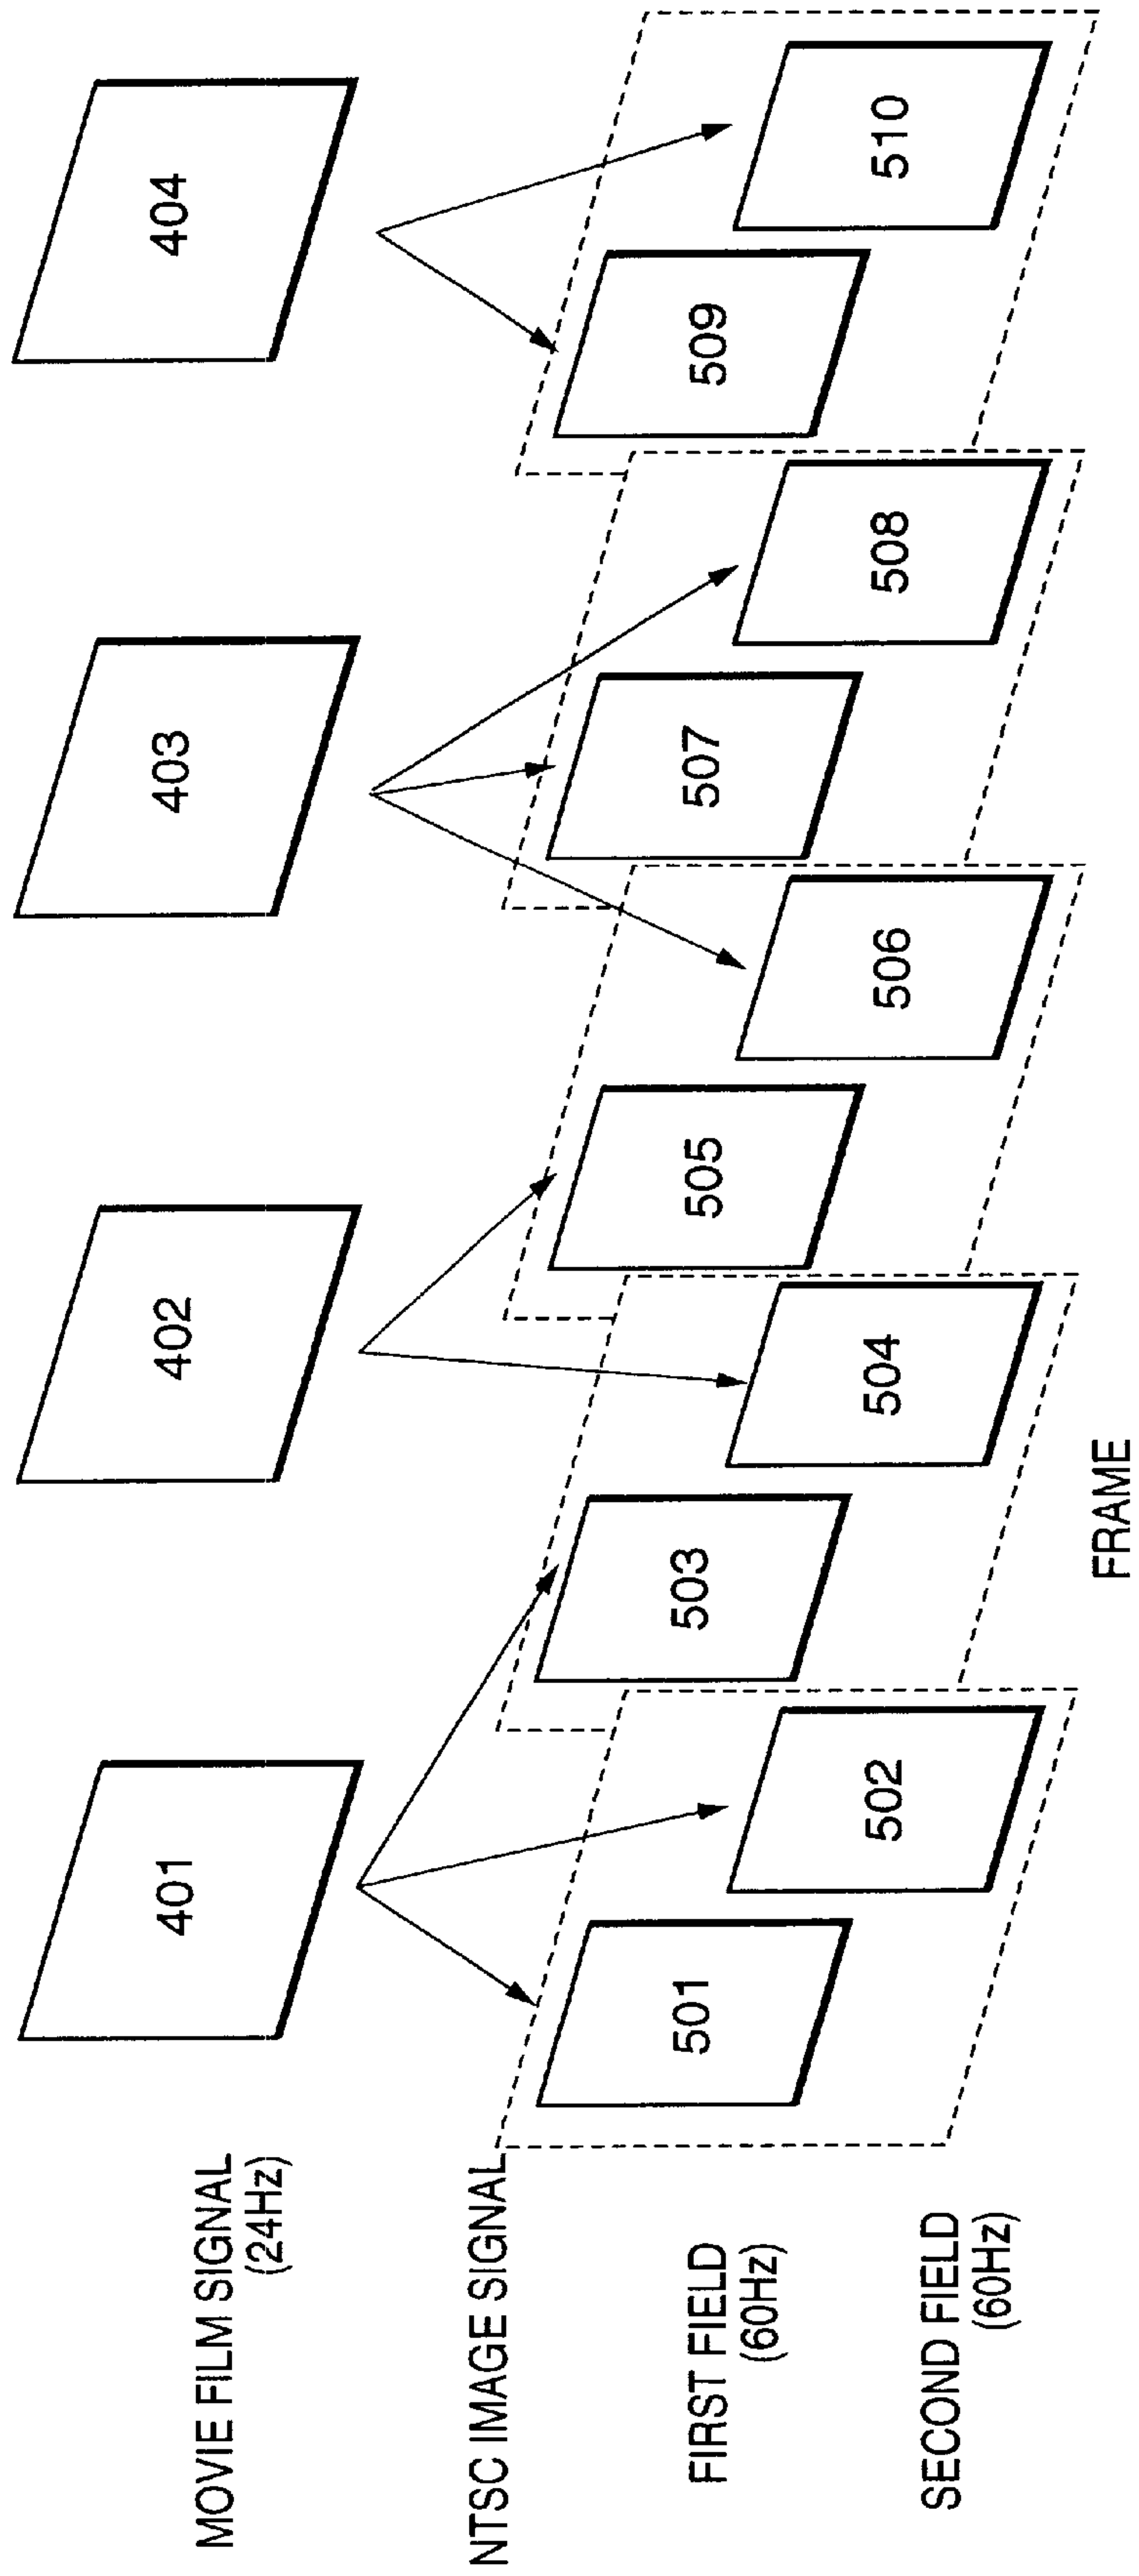 MOVIE FILM SIGNAL
(24Hz)
401
402
403
404
NTSC IMAGE SIGNAL
FIRST FIELD
(60Hz)
501
503
505
507
509
SECOND FIELD
(60Hz)
502
504
506
508
510
FRAME